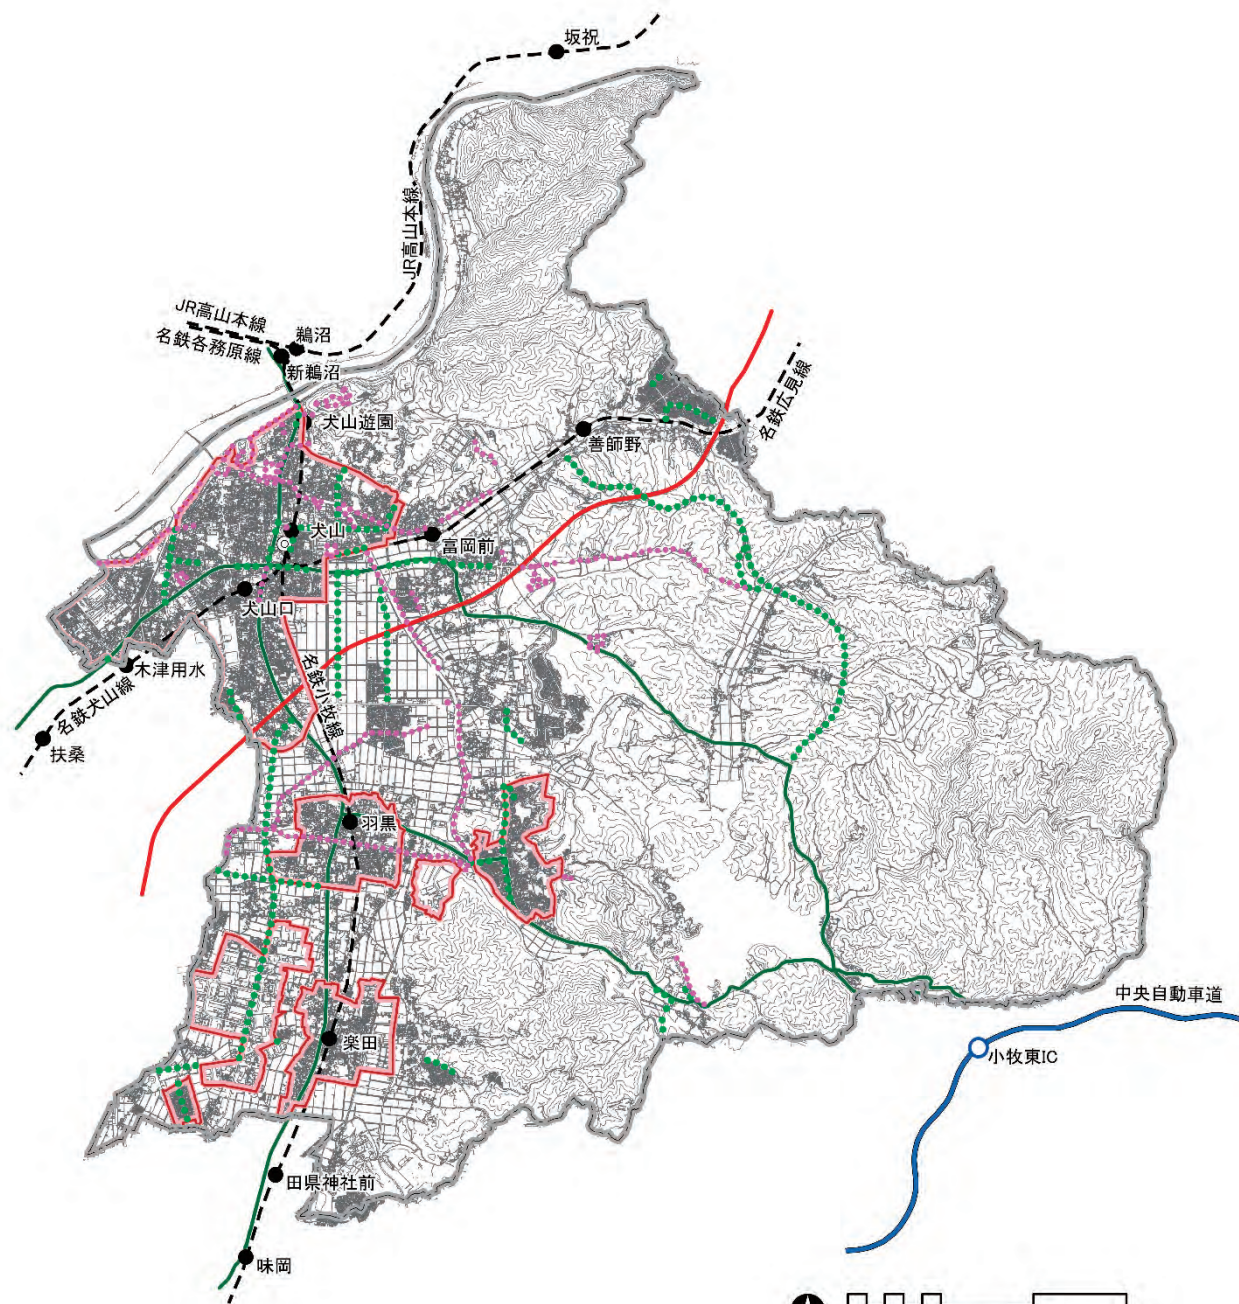 坂祝
JR高山本線
JR高山本線
名鉄各務原線
鵜沼
新鵜沼
犬山遊園
善師野
名鉄広見線
犬山
富岡前
犬山口
木津用水
名鉄犬山線
名鉄小牧線
扶桑
羽黒
中央自動車道
楽田
小牧東IC
田県神社前
味岡